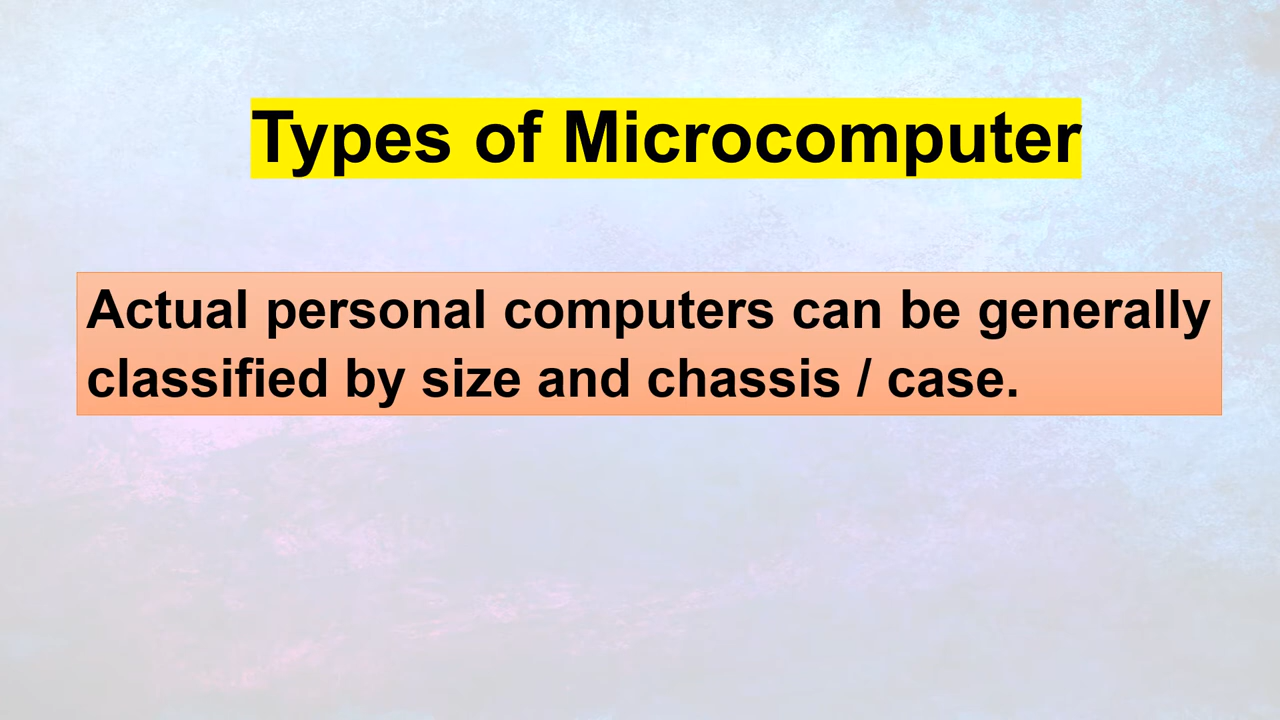 Types of Microcomputer
Actual personal computers can be generally
classified by size and chassis / case.